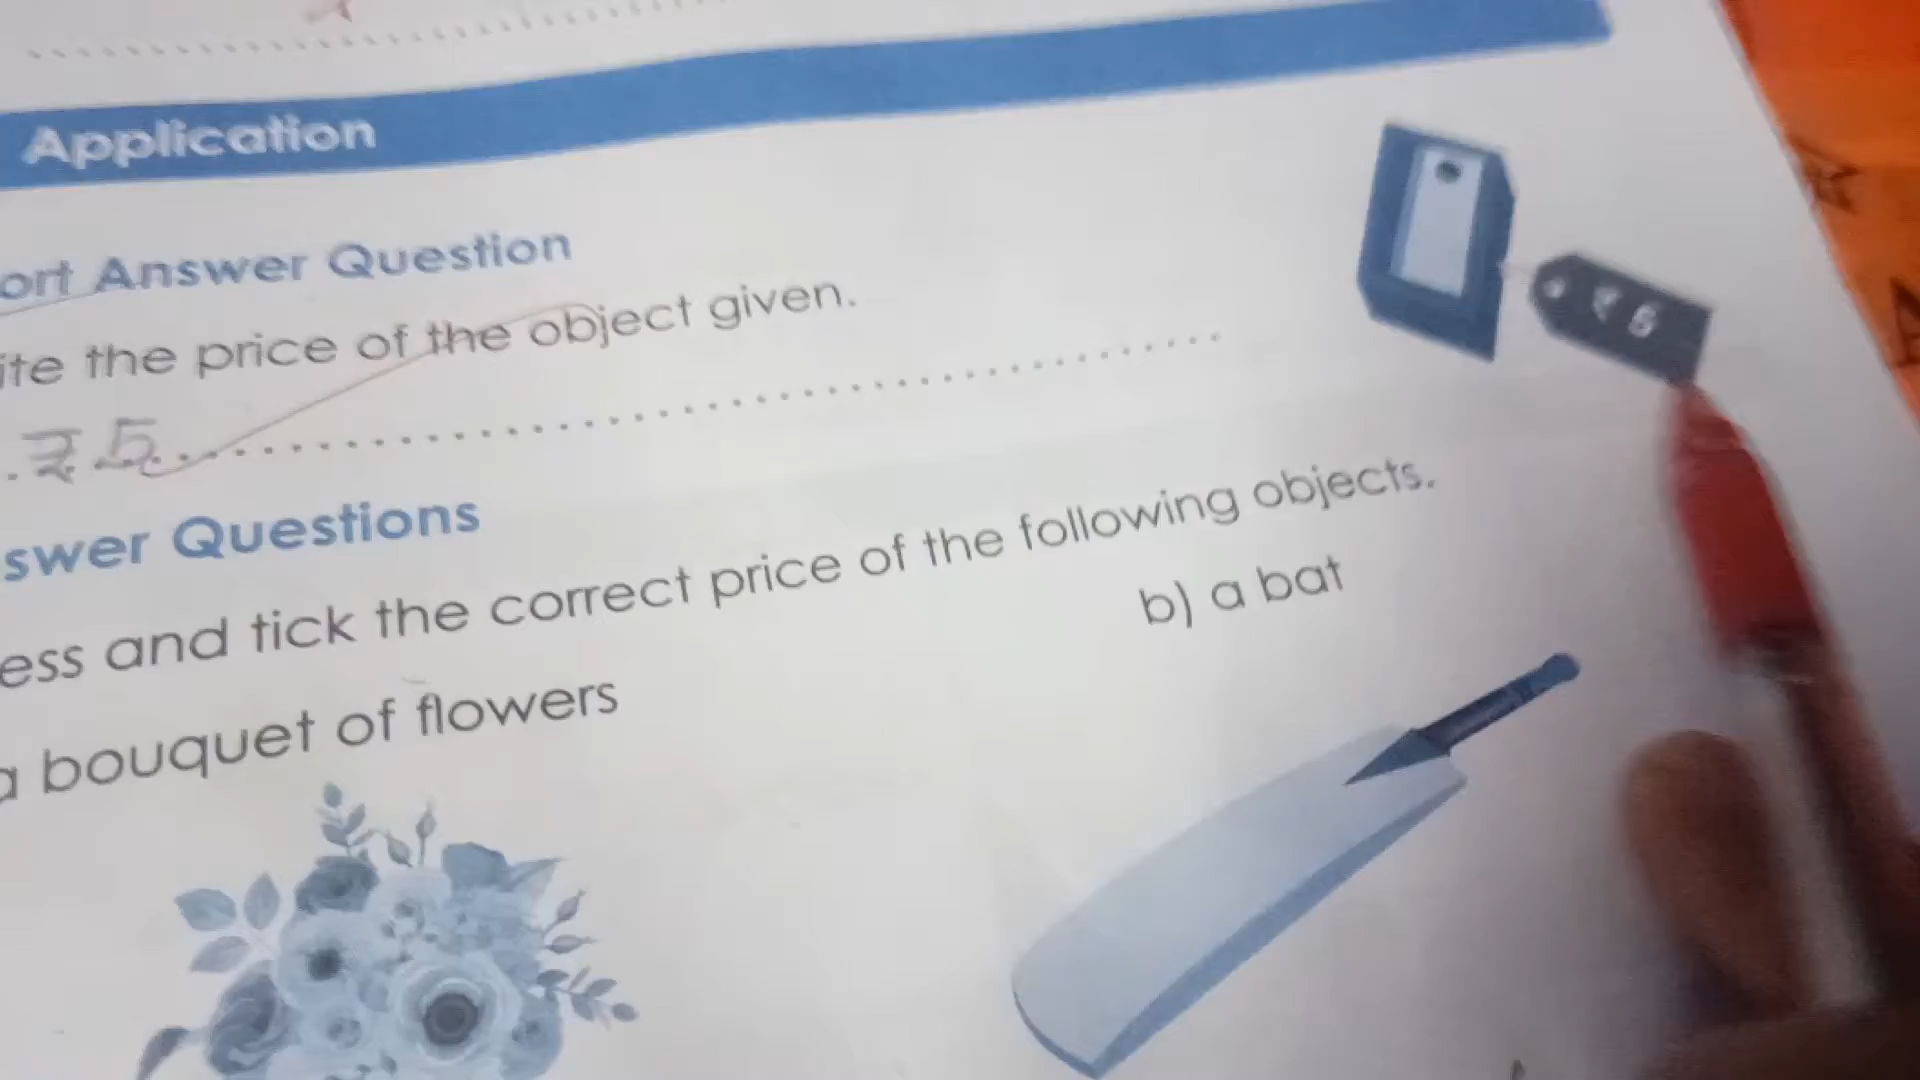 Application
ort Answer Question
ite the price of the object given.
₹ 5
₹ 5
swer Questions
ess and tick the correct price of the following objects.
a bouquet of flowers
b) a bat